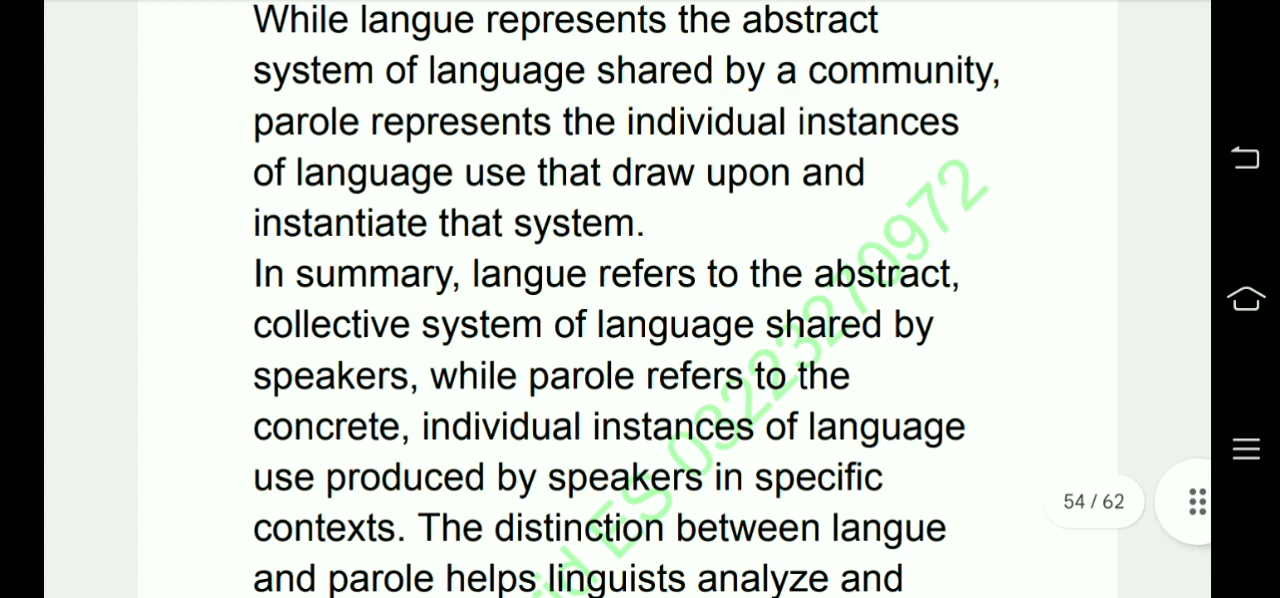 While langue represents the abstract
system of language shared by a community,
parole represents the individual instances
of language use that draw upon and
instantiate that system.
In summary, langue refers to the abstract,
collective system of language shared by
speakers, while parole refers to the
concrete, individual instances of language
use produced by speakers in specific
contexts. The distinction between langue
and parole helps linguists analyze and
ES 03223270972
54 / 62